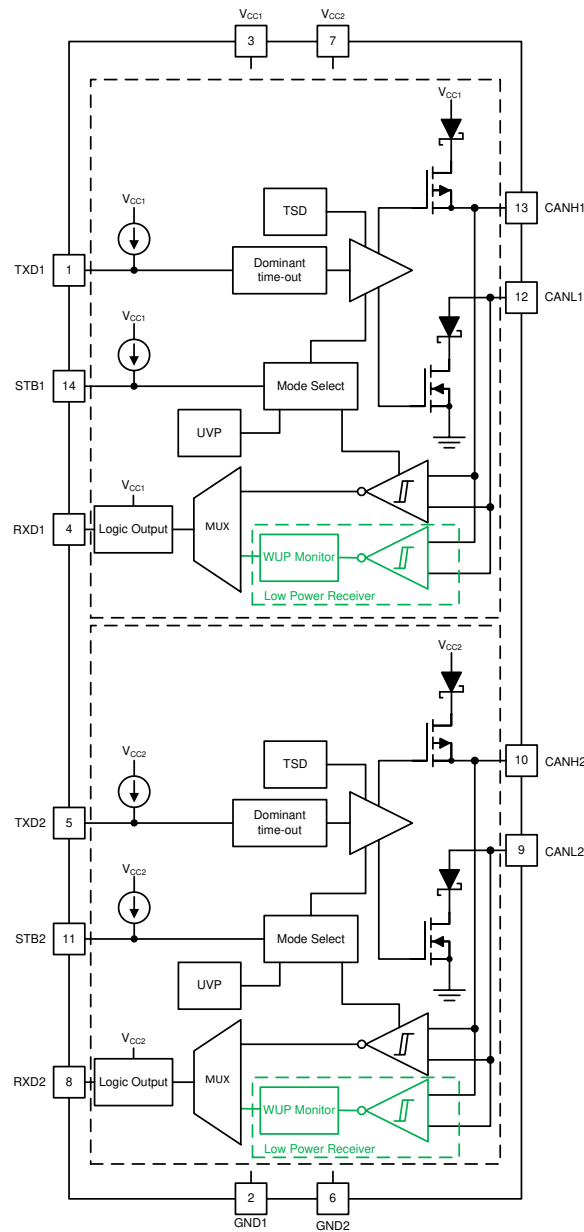 VCC1 VCC2
3 7
VCC1
VCC1
TSD
13 CANH1
TXD1 1
Dominant
time-out
12 CANL1
VCC1
STB1 14
Mode Select
UVP
VCC1
RXD1 4
Logic Output
MUX
WUP Monitor
Low Power Receiver
VCC2
VCC2
TSD
10 CANH2
TXD2 5
Dominant
time-out
9 CANL2
VCC2
STB2 11
Mode Select
UVP
VCC2
RXD2 8
Logic Output
MUX
WUP Monitor
Low Power Receiver
2 6
GND1 GND2